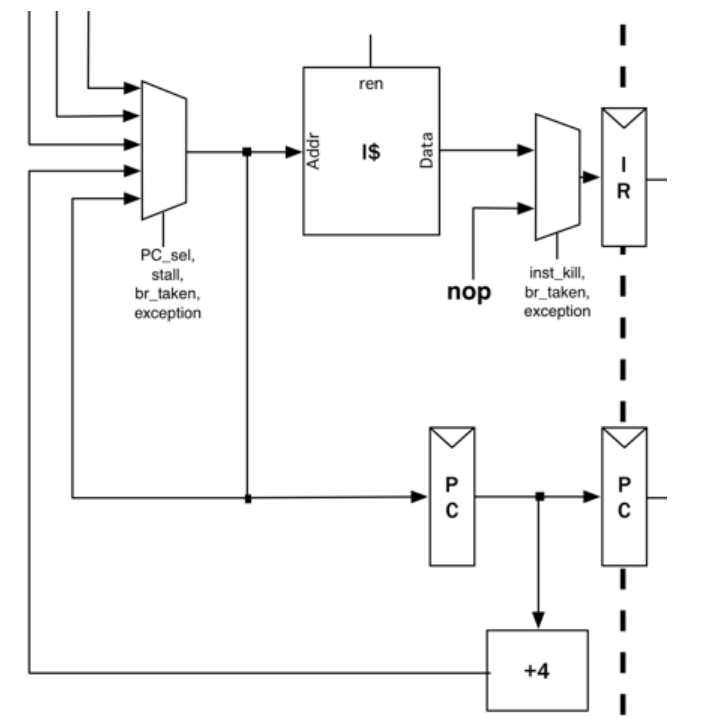 ren
Addr
I$
Data
I
R
PC_sel,
stall,
br_taken,
exception
nop
inst_kill,
br_taken,
exception
P
C
P
C
+4